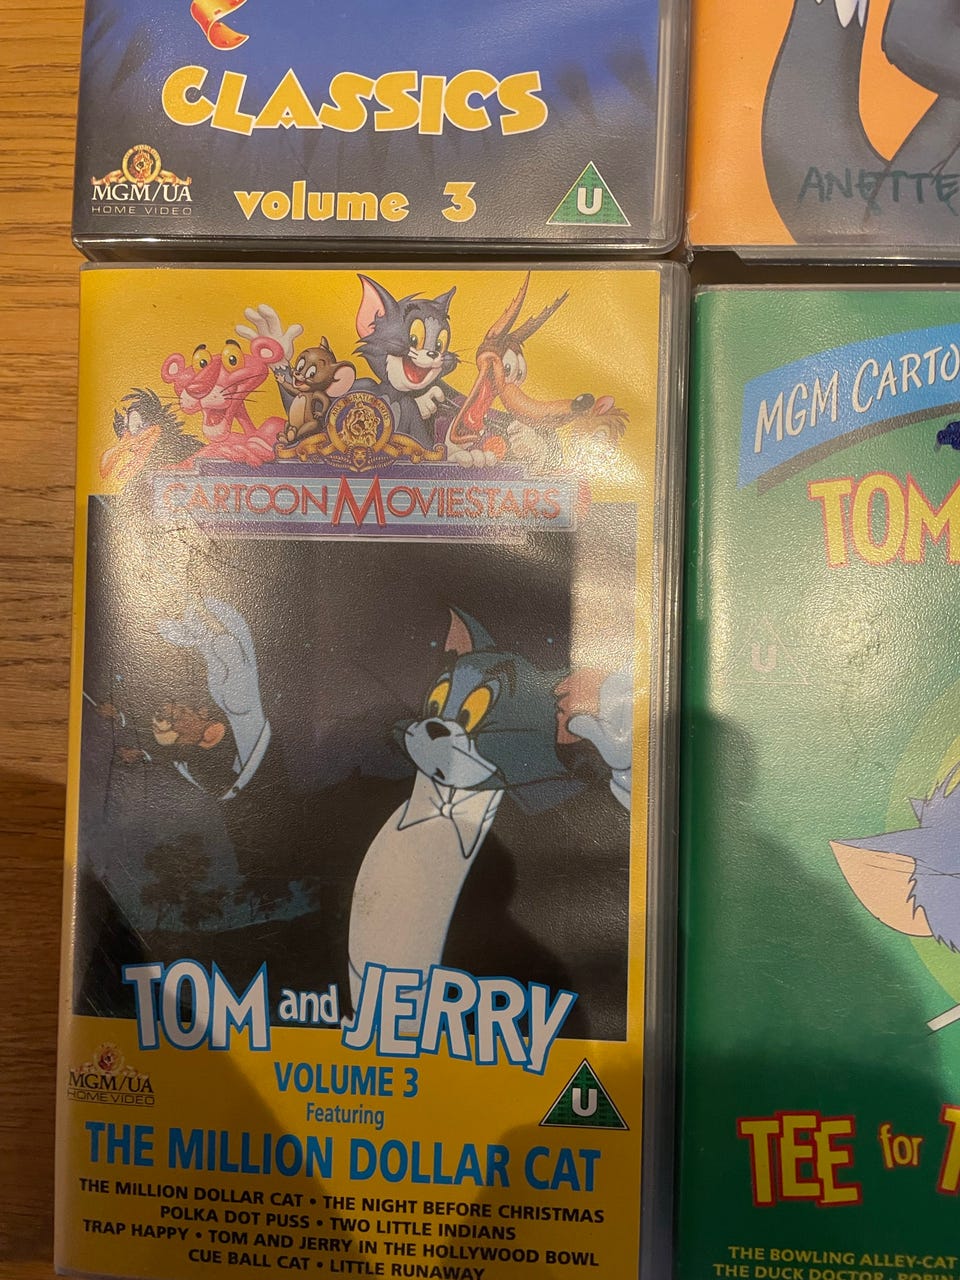 CLASSICS
MGM/UA
HOME VIDEO
volume 3
U
ANETTE
CARTOON MOVIESTARS
TOM and JERRY
MGM/UA
HOME VIDEO
VOLUME 3
Featuring
U
THE MILLION DOLLAR CAT
THE MILLION DOLLAR CAT • THE NIGHT BEFORE CHRISTMAS
POLKA DOT PUSS • TWO LITTLE INDIANS
TRAP HAPPY • TOM AND JERRY IN THE HOLLYWOOD BOWL
CUE BALL CAT • LITTLE RUNAWAY
MGM CARTO
TOM
U
TEE for
THE BOWLING ALLEY-CAT
THE DUCK DOCTOR